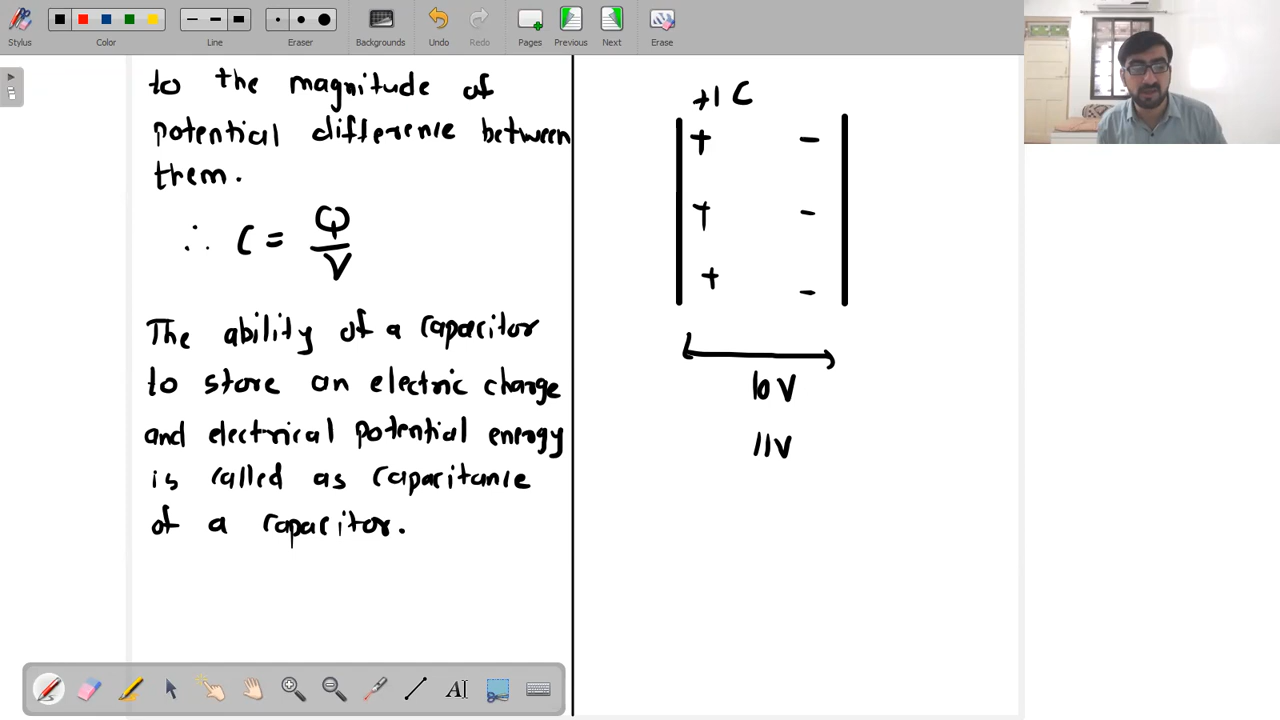 Stylus
Color
Line
Eraser
Backgrounds
Undo
Redo
Pages
Previous
Next
Erase
to the magnitude of
potential difference between
them.
∴ C = Q/V
The ability of a capacitor
to store an electric charge
and electrical potential energy
is called as capacitance
of a capacitor.
+1 C
+ -
+ -
+ -
10V
11V